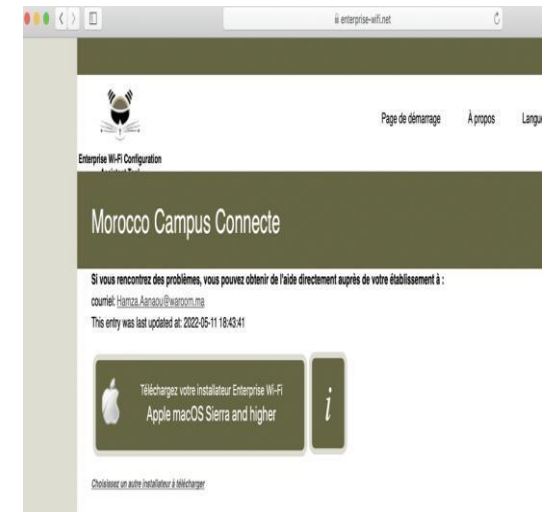 enterprise-wifi.net
Page de démarrage
À propos
Langue
Enterprise Wi-Fi Configuration
Morocco Campus Connecte
Si vous rencontrez des problèmes, vous pouvez obtenir de l'aide directement auprès de votre établissement à :
courriel: Hamza.Aanaou@waroom.ma
This entry was last updated at: 2022-05-11 18:43:41
Téléchargez votre installateur Enterprise Wi-Fi
Apple macOS Sierra and higher
i
Choisissez un autre installateur à télécharger